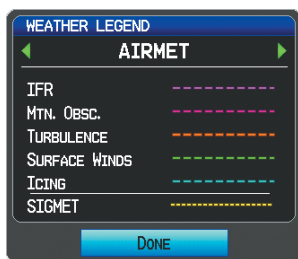 WEATHER LEGEND
AIRMET
IFR
MTN. OBSC.
TURBULENCE
SURFACE WINDS
ICING
SIGMET
DONE